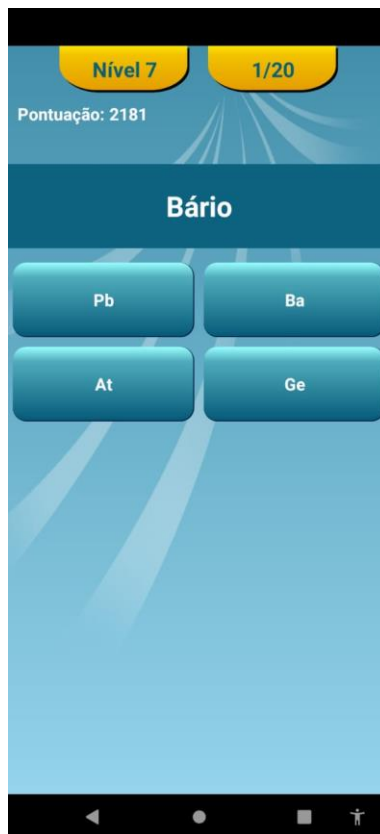 Nível 7
1/20
Pontuação: 2181
Bário
Pb
Ba
At
Ge